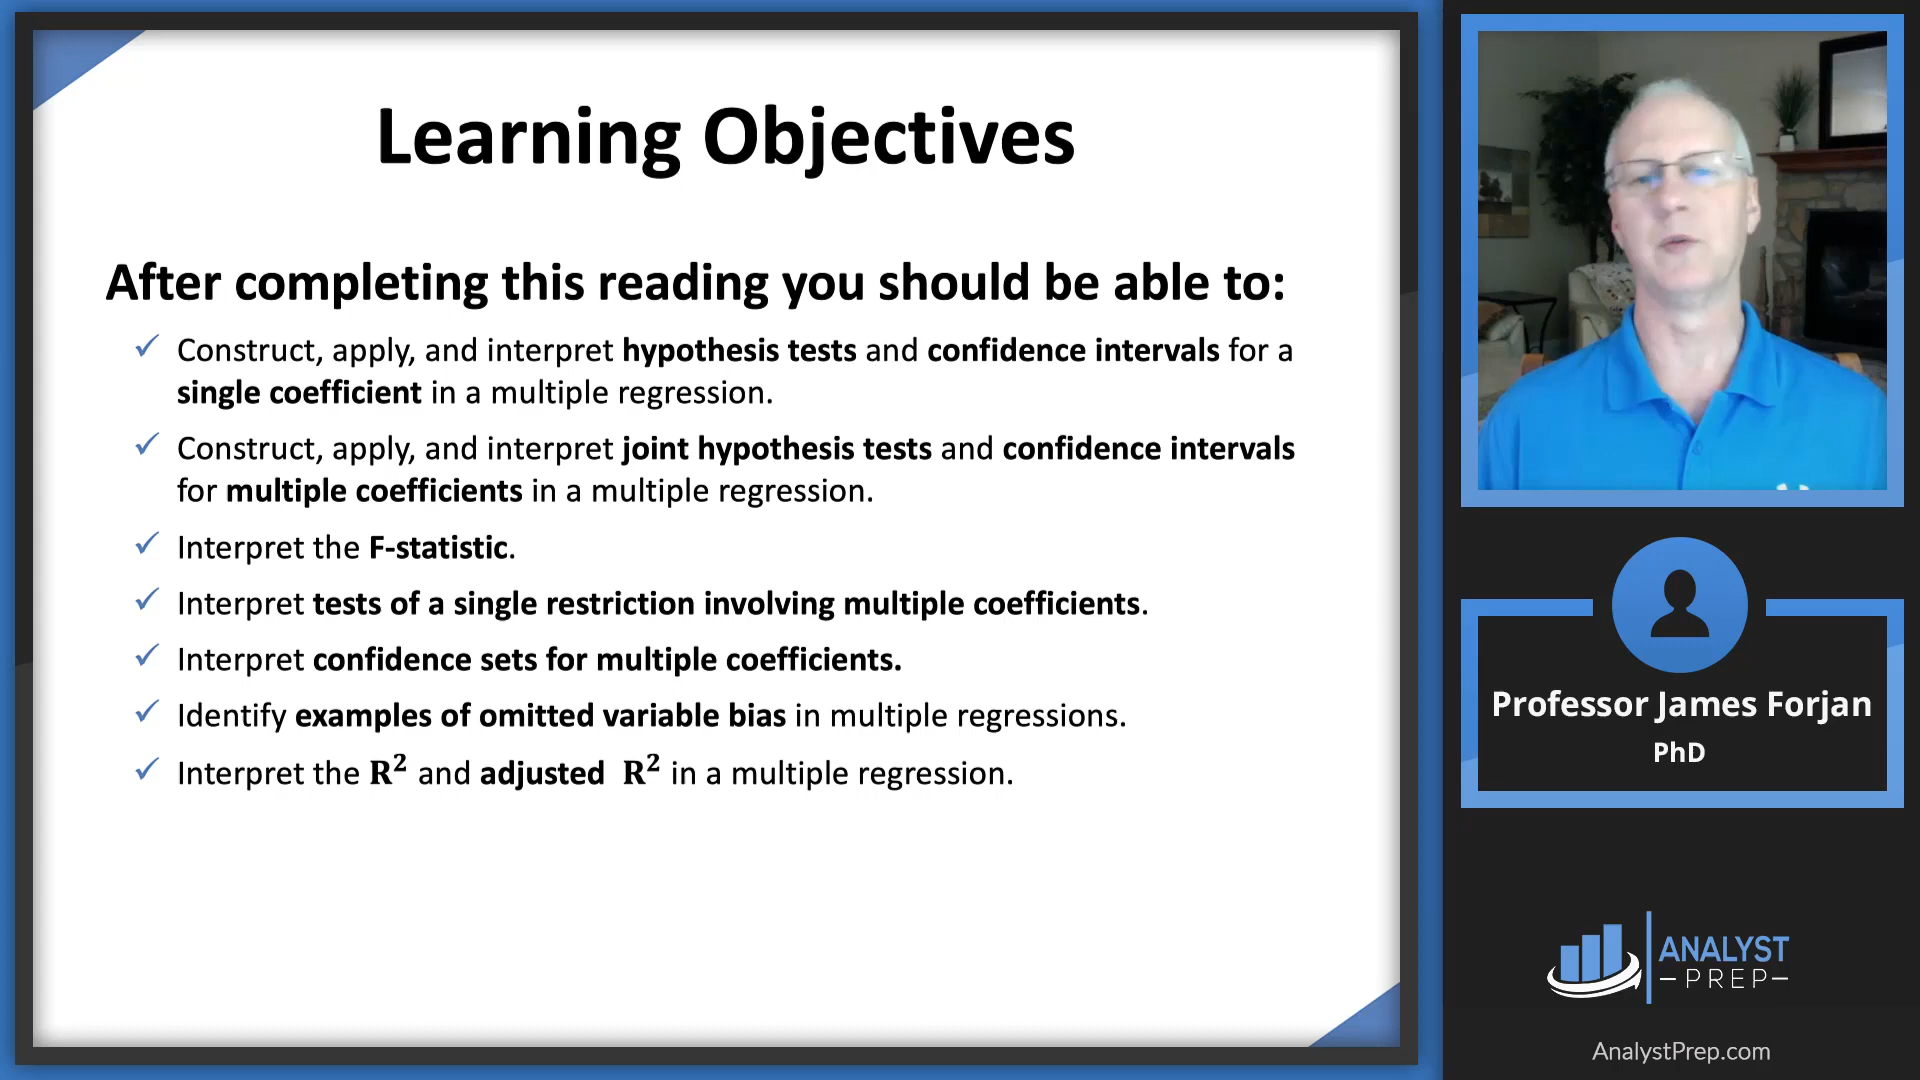 Learning Objectives
After completing this reading you should be able to:
✓ Construct, apply, and interpret hypothesis tests and confidence intervals for a
single coefficient in a multiple regression.
✓ Construct, apply, and interpret joint hypothesis tests and confidence intervals
for multiple coefficients in a multiple regression.
✓ Interpret the F-statistic.
✓ Interpret tests of a single restriction involving multiple coefficients.
✓ Interpret confidence sets for multiple coefficients.
✓ Identify examples of omitted variable bias in multiple regressions.
✓ Interpret the R² and adjusted R² in a multiple regression.
Professor James Forjan
PhD
ANALYST
PREP
AnalystPrep.com